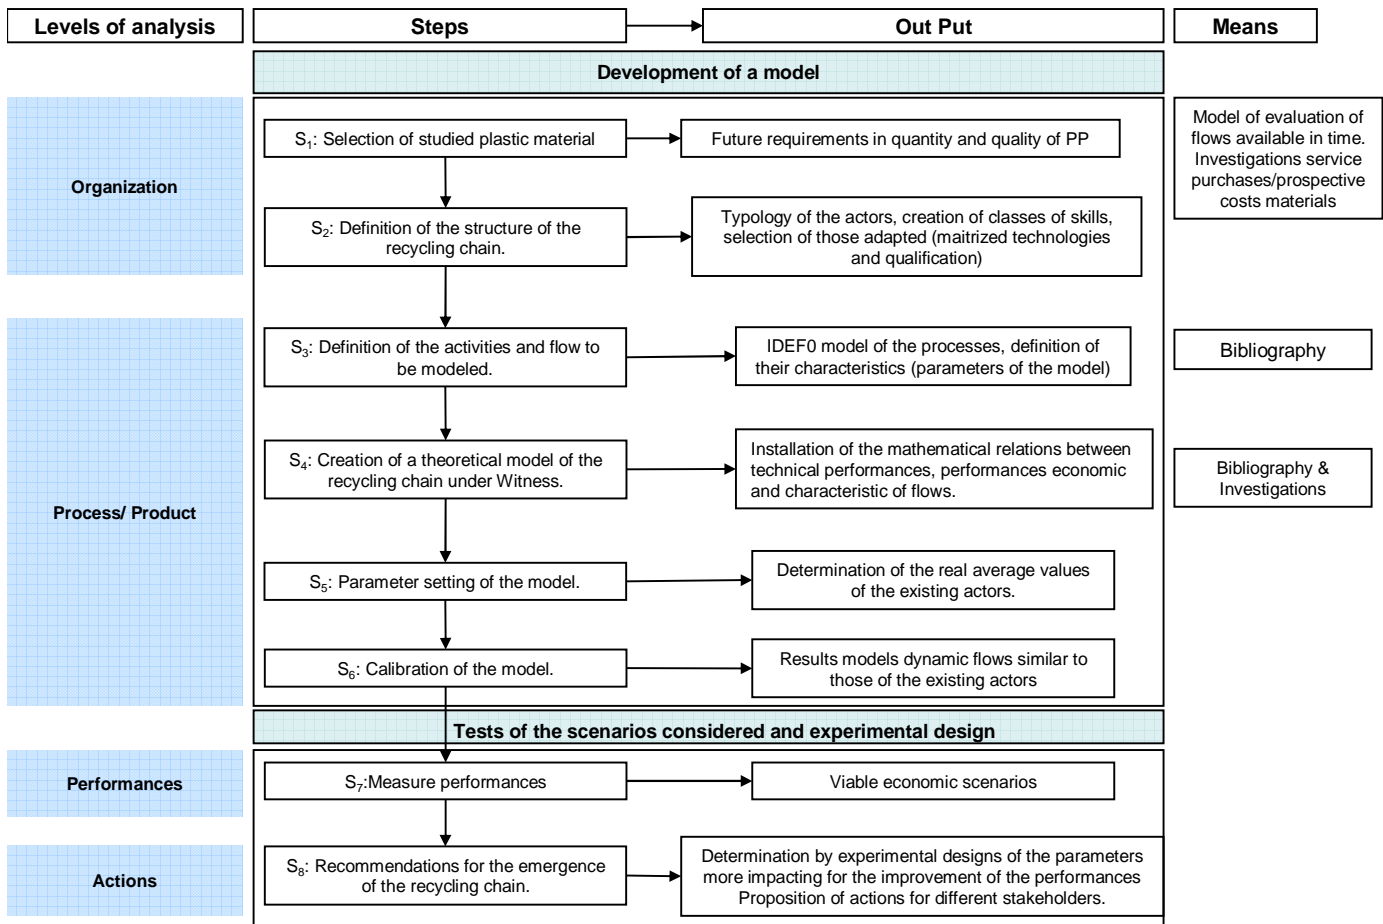 Levels of analysis
Steps
Out Put
Means
Development of a model
Organization
S1: Selection of studied plastic material
Future requirements in quantity and quality of PP
Model of evaluation of
flows available in time.
Investigations service
purchases/prospective
costs materials
S2: Definition of the structure of the
recycling chain.
Typology of the actors, creation of classes of skills,
selection of those adapted (maitrized technologies
and qualification)
Process/ Product
S3: Definition of the activities and flow to
be modeled.
IDEF0 model of the processes, definition of
their characteristics (parameters of the model)
Bibliography
S4: Creation of a theoretical model of the
recycling chain under Witness.
Installation of the mathematical relations between
technical performances, performances economic
and characteristic of flows.
Bibliography &
Investigations
S5: Parameter setting of the model.
Determination of the real average values
of the existing actors.
S6: Calibration of the model.
Results models dynamic flows similar to
those of the existing actors
Tests of the scenarios considered and experimental design
Performances
S7:Measure performances
Viable economic scenarios
Actions
S8: Recommendations for the emergence
of the recycling chain.
Determination by experimental designs of the parameters
more impacting for the improvement of the performances
Proposition of actions for different stakeholders.